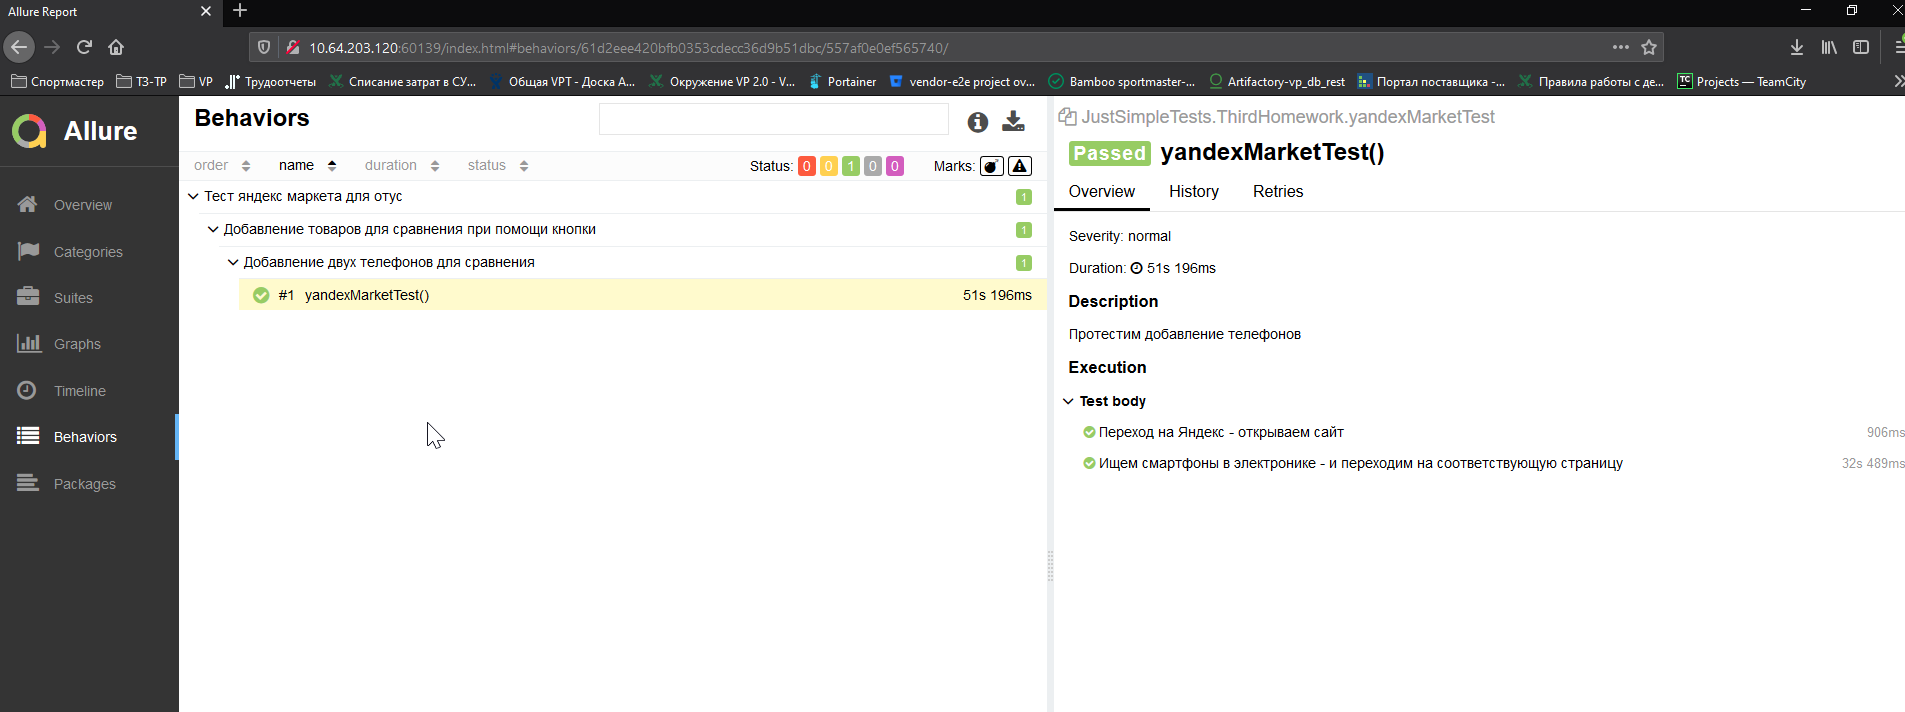 Allure Report
10.64.203.120:60139/index.html#behaviors/61d2eee420bfb0353cdecc36d9b51dbc/557af0e0ef565740/
Спортмастер ТЗ-ТР VP Трудоотчеты Списание затрат в СУ... Общая VPT - Доска А... Окружение VP 2.0 - V... Portainer vendor-e2e project ov... Bamboo sportmaster-... Artifactory-vp_db_rest Портал поставщика -... Правила работы с де... TC Projects — TeamCity
Allure
Overview
Categories
Suites
Graphs
Timeline
Behaviors
Packages
Behaviors
order name duration status Status: 0 0 1 0 0 Marks:
Тест яндекс маркета для отус 1
Добавление товаров для сравнения при помощи кнопки 1
Добавление двух телефонов для сравнения 1
#1 yandexMarketTest() 51s 196ms
JustSimpleTests.ThirdHomework.yandexMarketTest
Passed yandexMarketTest()
Overview History Retries
Severity: normal
Duration: 51s 196ms
Description
Протестим добавление телефонов
Execution
Test body
Переход на Яндекс - открываем сайт 906ms
Ищем смартфоны в электронике - и переходим на соответствующую страницу 32s 489ms